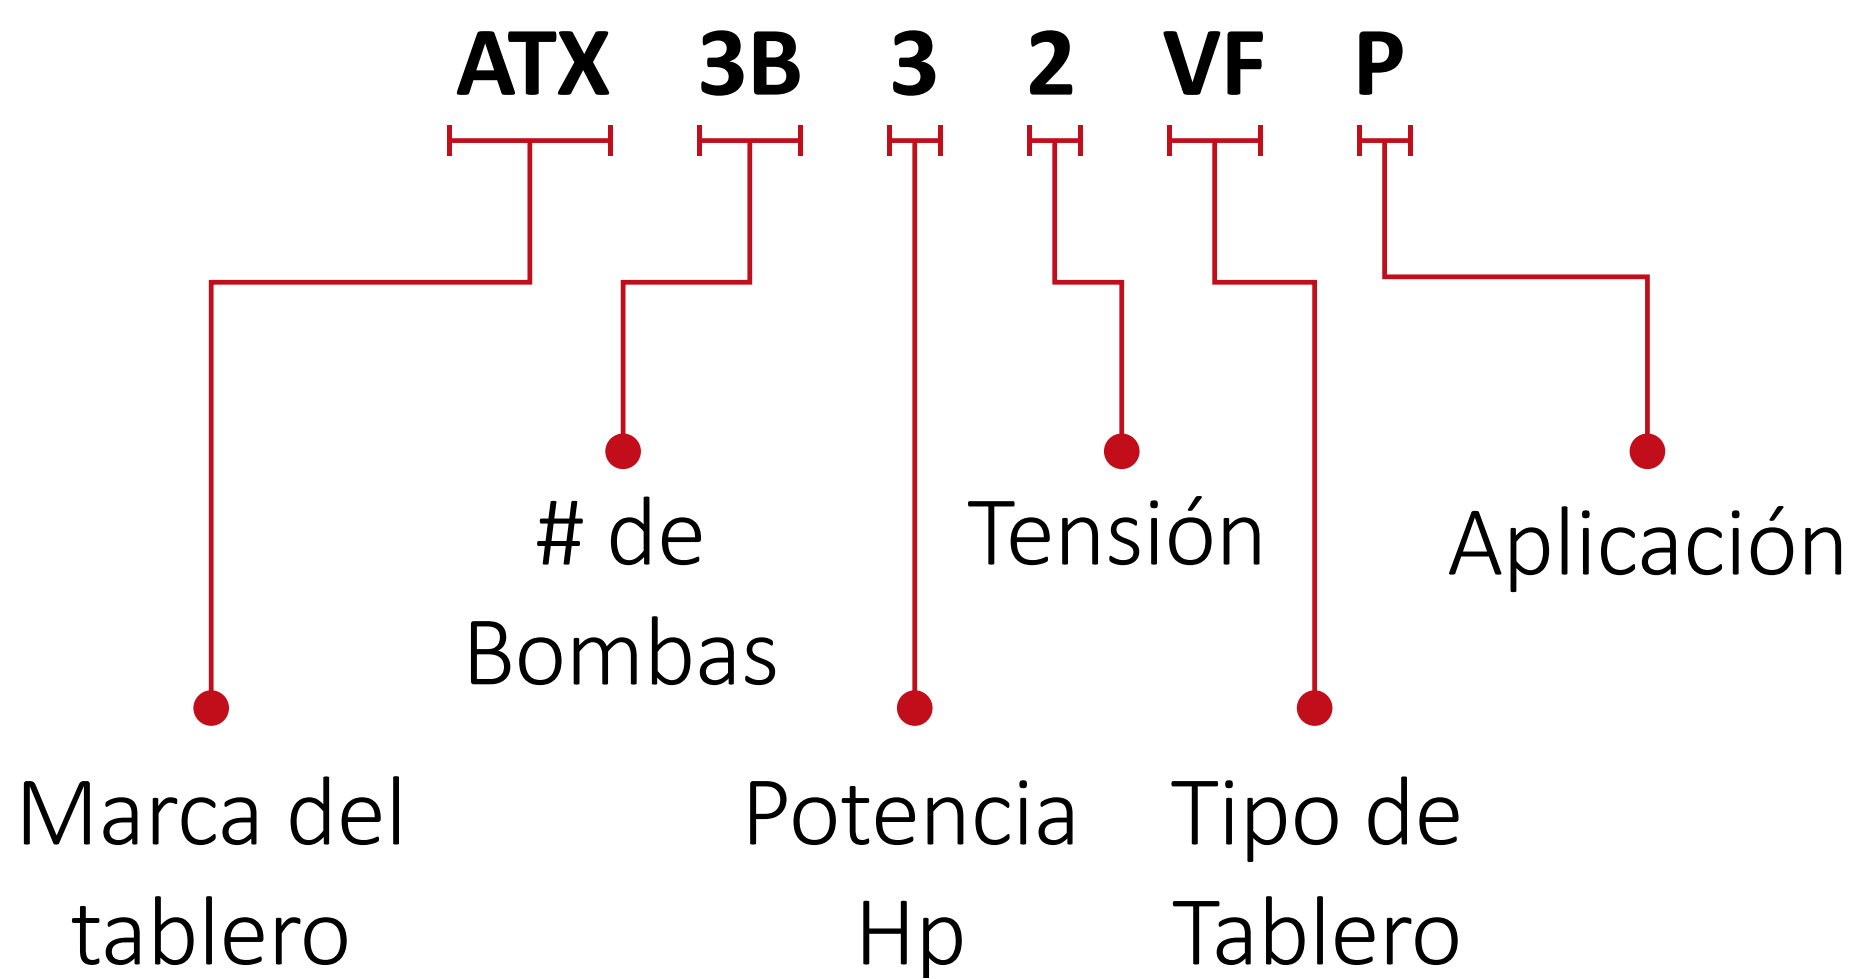 ATX 3B 3 2 VF P
# de
Bombas
Tensión
Aplicación
Marca del
tablero
Potencia
Hp
Tipo de
Tablero